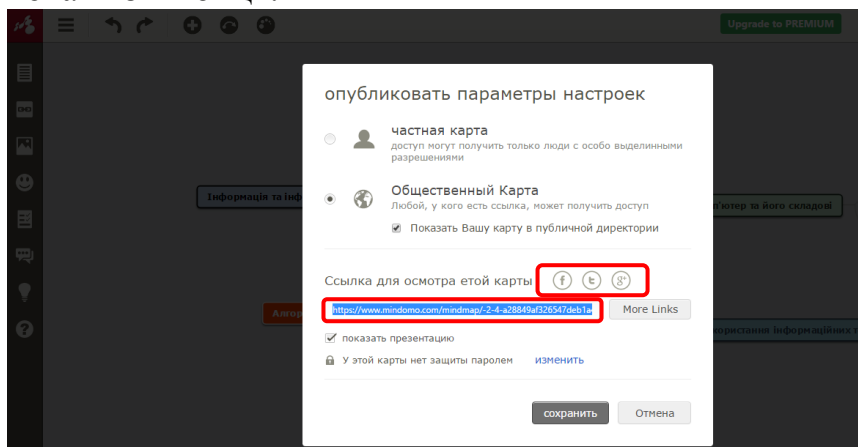 Upgrade to PREMIUM
опубликовать параметры настроек
частная карта
доступ могут получить только люди с особо выделинными
разрешениями
Общественный Карта
Любой, у кого есть ссылка, может получить доступ
Показать Вашу карту в публичной директории
Інформація та інф
п'ютер та його складові
Ссылка для осмотра етой карты
https://www.mindomo.com/mindmap/-2-4-a28849af326547deb1a
More Links
Алгор
користання інформаційних т
показать презентацию
У этой карты нет защиты паролем изменить
сохранить Отмена